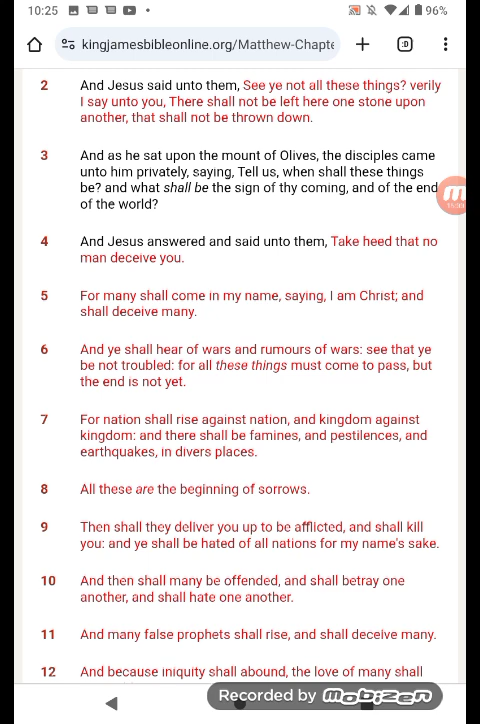 10:25
96%
kingjamesbibleonline.org/Matthew-Chapte
:D
2 And Jesus said unto them, See ye not all these things? verily
I say unto you, There shall not be left here one stone upon
another, that shall not be thrown down.
3 And as he sat upon the mount of Olives, the disciples came
unto him privately, saying, Tell us, when shall these things
be? and what shall be the sign of thy coming, and of the end
of the world?
4 And Jesus answered and said unto them, Take heed that no
man deceive you.
5 For many shall come in my name, saying, I am Christ; and
shall deceive many.
6 And ye shall hear of wars and rumours of wars: see that ye
be not troubled: for all these things must come to pass, but
the end is not yet.
7 For nation shall rise against nation, and kingdom against
kingdom: and there shall be famines, and pestilences, and
earthquakes, in divers places.
8 All these are the beginning of sorrows.
9 Then shall they deliver you up to be afflicted, and shall kill
you: and ye shall be hated of all nations for my name's sake.
10 And then shall many be offended, and shall betray one
another, and shall hate one another.
11 And many false prophets shall rise, and shall deceive many.
12 And because iniquity shall abound, the love of many shall
Recorded by mobizen